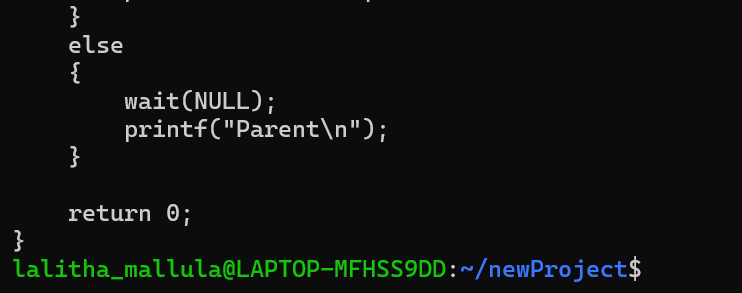 }
else
{
wait(NULL);
printf("Parent\n");
}
return 0;
}
lalitha_mallula@LAPTOP-MFHSS9DD:~/newProject$